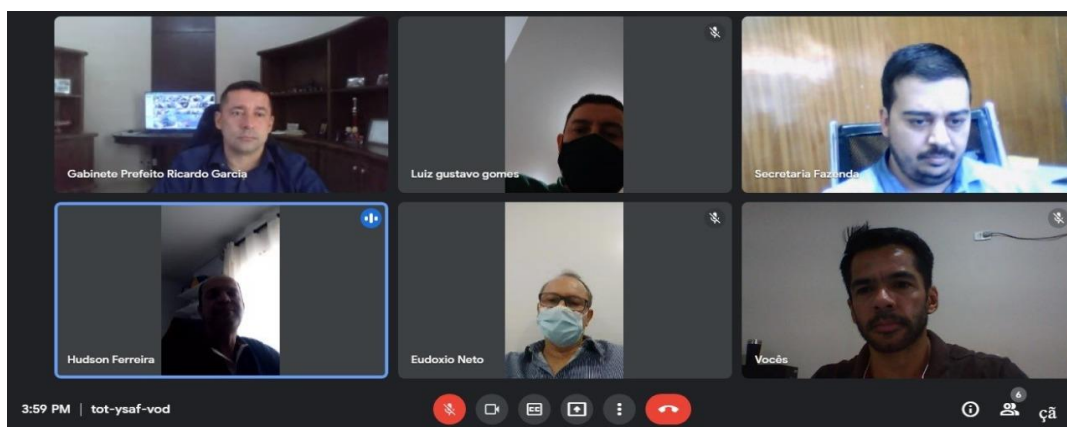 Gabinete Prefeito Ricardo Garcia
Luiz gustavo gomes
Secretaria Fazenda
Hudson Ferreira
Eudoxio Neto
Vocês
3:59 PM | tot-ysaf-vod
CC
6
çã